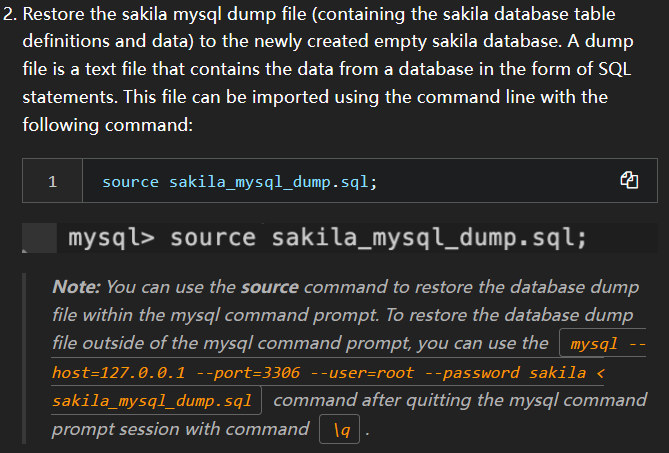 2. Restore the sakila mysql dump file (containing the sakila database table
definitions and data) to the newly created empty sakila database. A dump
file is a text file that contains the data from a database in the form of SQL
statements. This file can be imported using the command line with the
following command:
1 source sakila_mysql_dump.sql;
mysql> source sakila_mysql_dump.sql;
Note: You can use the source command to restore the database dump
file within the mysql command prompt. To restore the database dump
file outside of the mysql command prompt, you can use the mysql --
host=127.0.0.1 --port=3306 --user=root --password sakila <
sakila_mysql_dump.sql command after quitting the mysql command
prompt session with command \q .